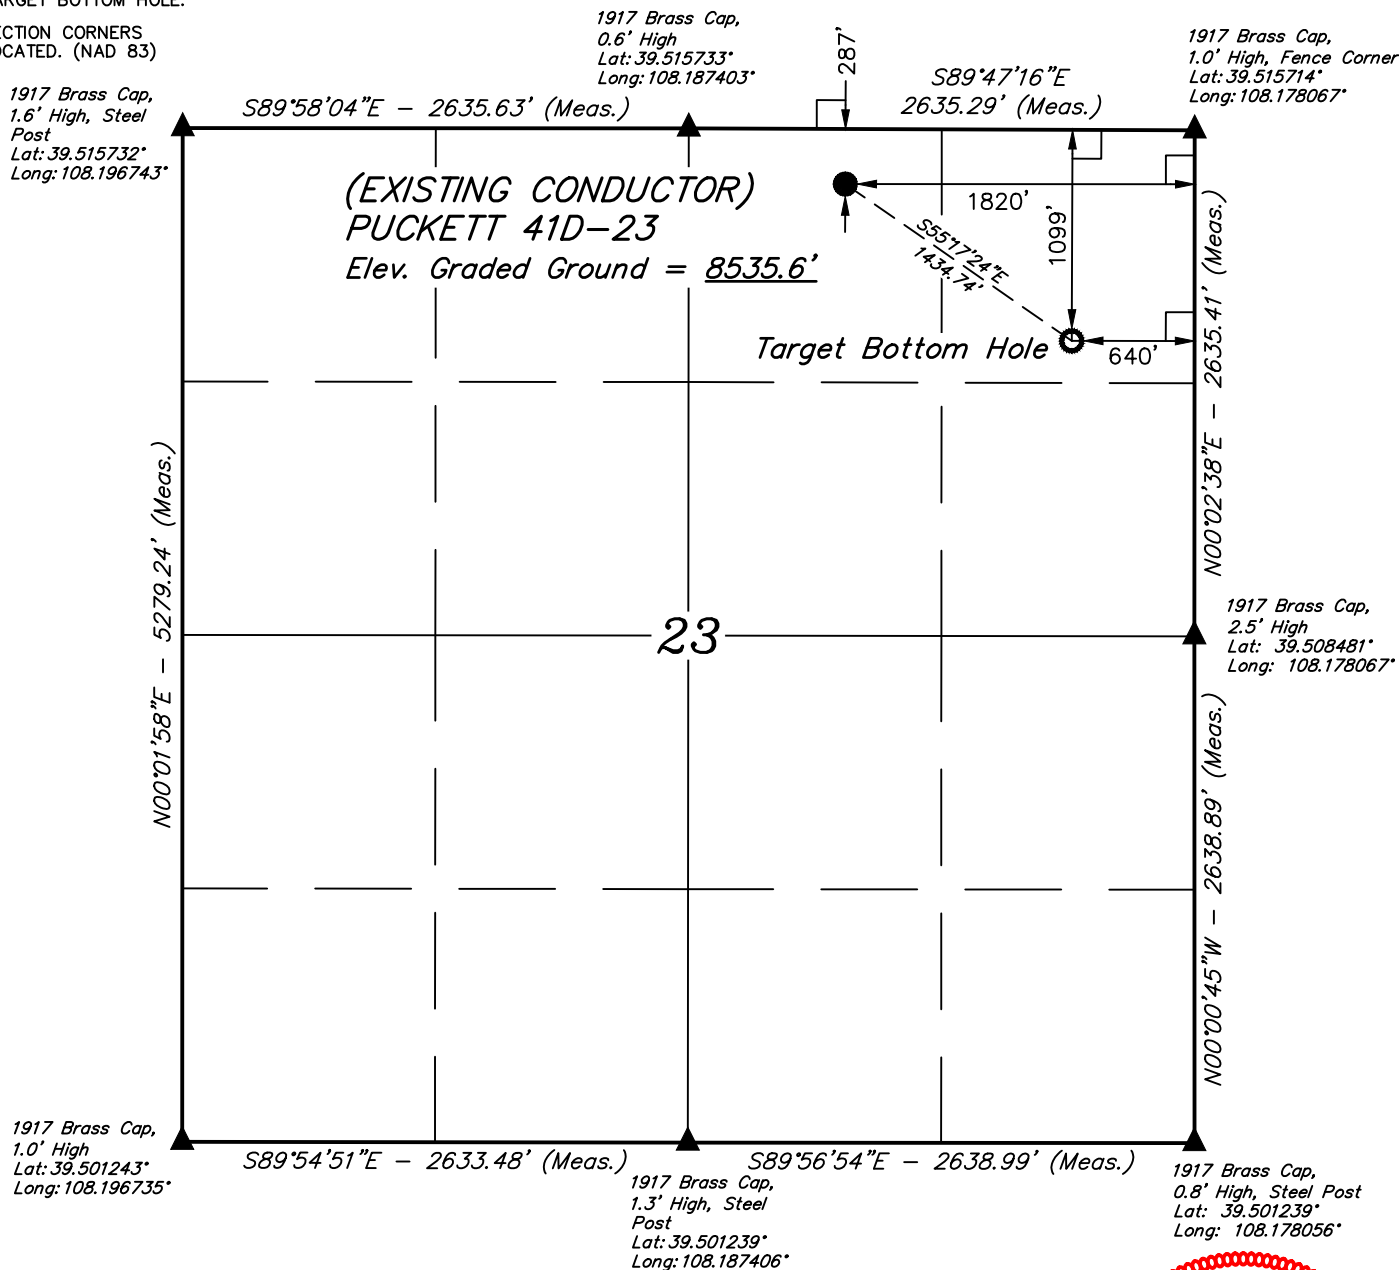 TARGET BOTTOM HOLE.
SECTION CORNERS
LOCATED. (NAD 83)
1917 Brass Cap,
0.6' High
Lat: 39.515733°
Long: 108.187403°
287'
1917 Brass Cap,
1.0' High, Fence Corner
Lat: 39.515714°
Long: 108.178067°
1917 Brass Cap,
1.6' High, Steel
Post
Lat: 39.515732°
Long: 108.196743°
S89°58'04"E - 2635.63' (Meas.)
S89°47'16"E
2635.29' (Meas.)
(EXISTING CONDUCTOR)
PUCKETT 41D-23
Elev. Graded Ground = 8535.6'
1820'
1099'
S55°17'24"E
1434.74'
Target Bottom Hole
640'
N00°02'38"E - 2635.41' (Meas.)
N00°01'58"E - 5279.24' (Meas.)
23
1917 Brass Cap,
2.5' High
Lat: 39.508481°
Long: 108.178067°
N00°00'45"W - 2638.89' (Meas.)
1917 Brass Cap,
1.0' High
Lat: 39.501243°
Long: 108.196735°
S89°54'51"E - 2633.48' (Meas.)
S89°56'54"E - 2638.99' (Meas.)
1917 Brass Cap,
1.3' High, Steel
Post
Lat: 39.501239°
Long: 108.187406°
1917 Brass Cap,
0.8' High, Steel Post
Lat: 39.501239°
Long: 108.178056°